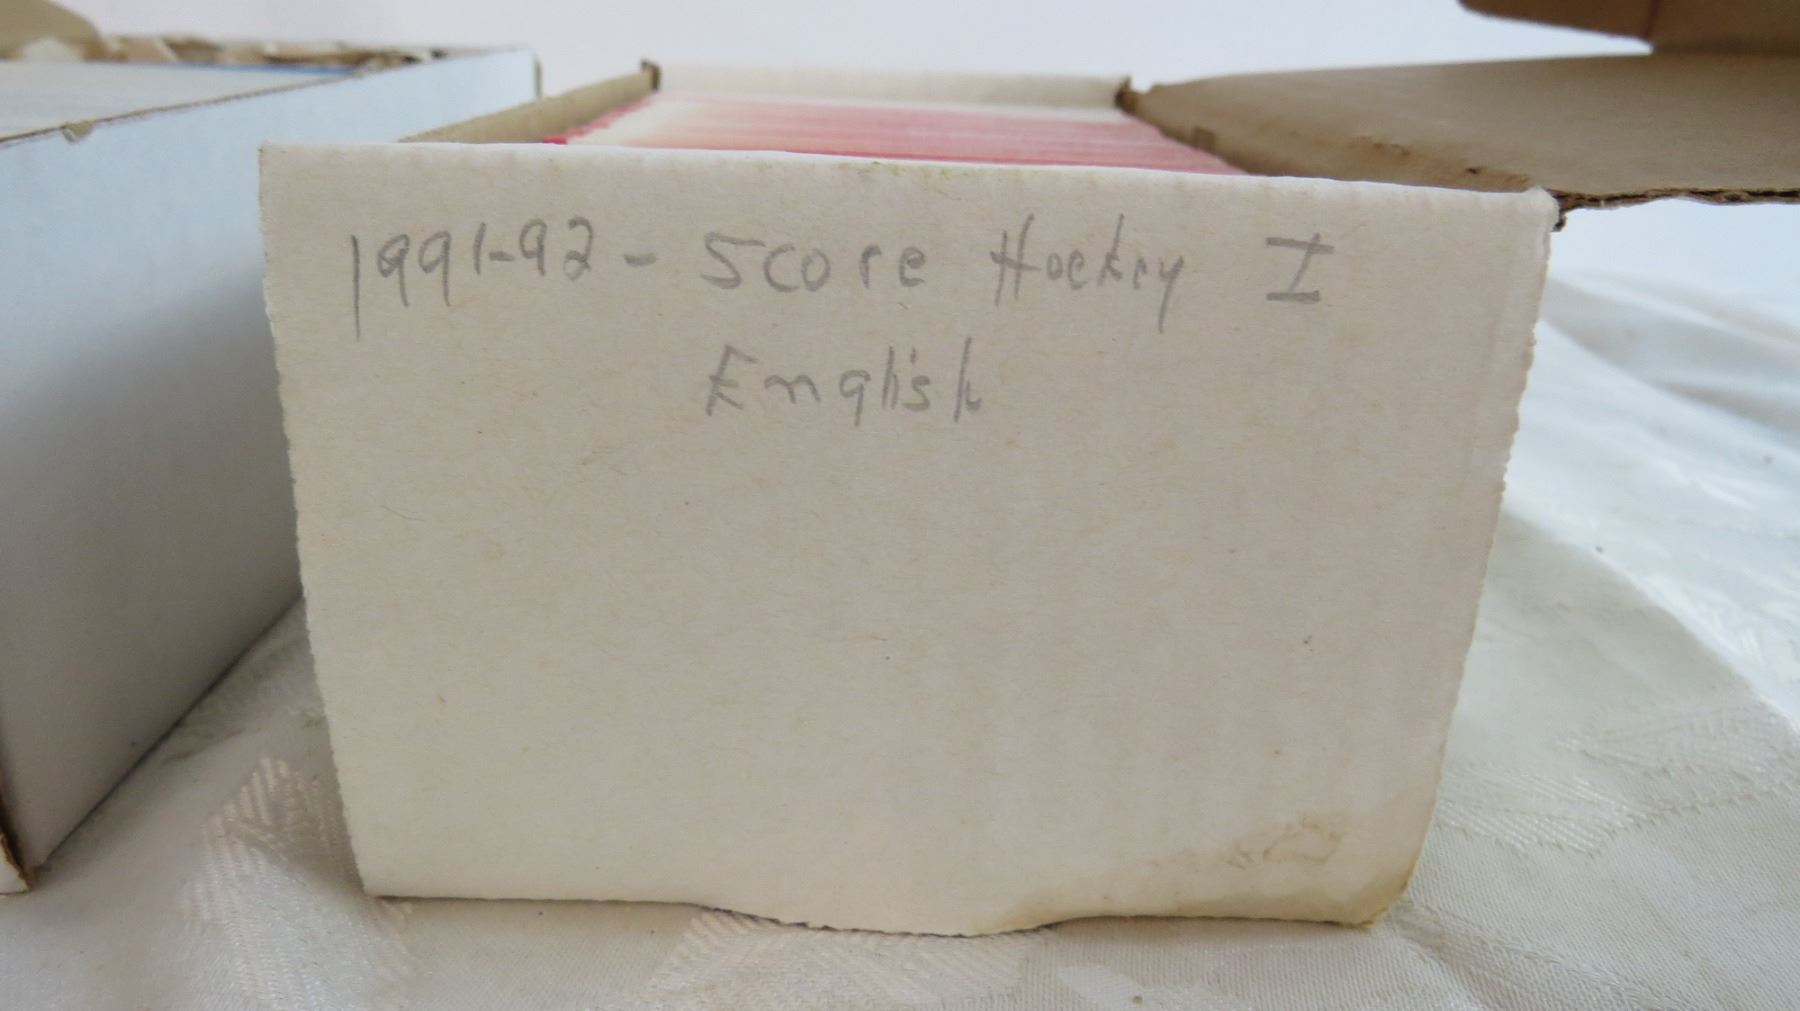 1991-92 - Score Hockey I
English